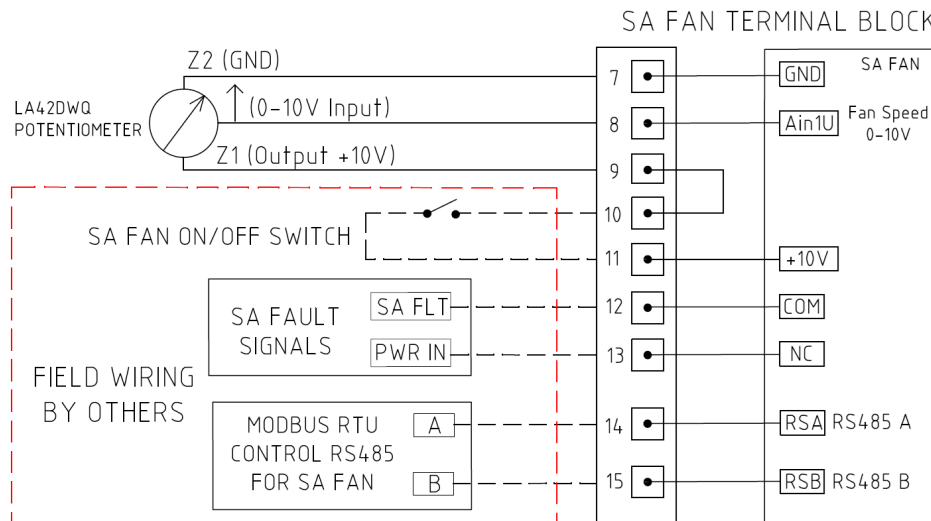 SA FAN TERMINAL BLOCK
Z2 (GND)
7
GND
SA FAN
LA42DWQ
POTENTIOMETER
(0-10V Input)
8
Ain1U
Fan Speed
0-10V
Z1 (Output +10V)
9
10
SA FAN ON/OFF SWITCH
11
+10V
SA FAULT
SIGNALS
SA FLT
12
COM
PWR IN
13
NC
FIELD WIRING
BY OTHERS
MODBUS RTU
CONTROL RS485
FOR SA FAN
A
14
RSA RS485 A
B
15
RSB RS485 B